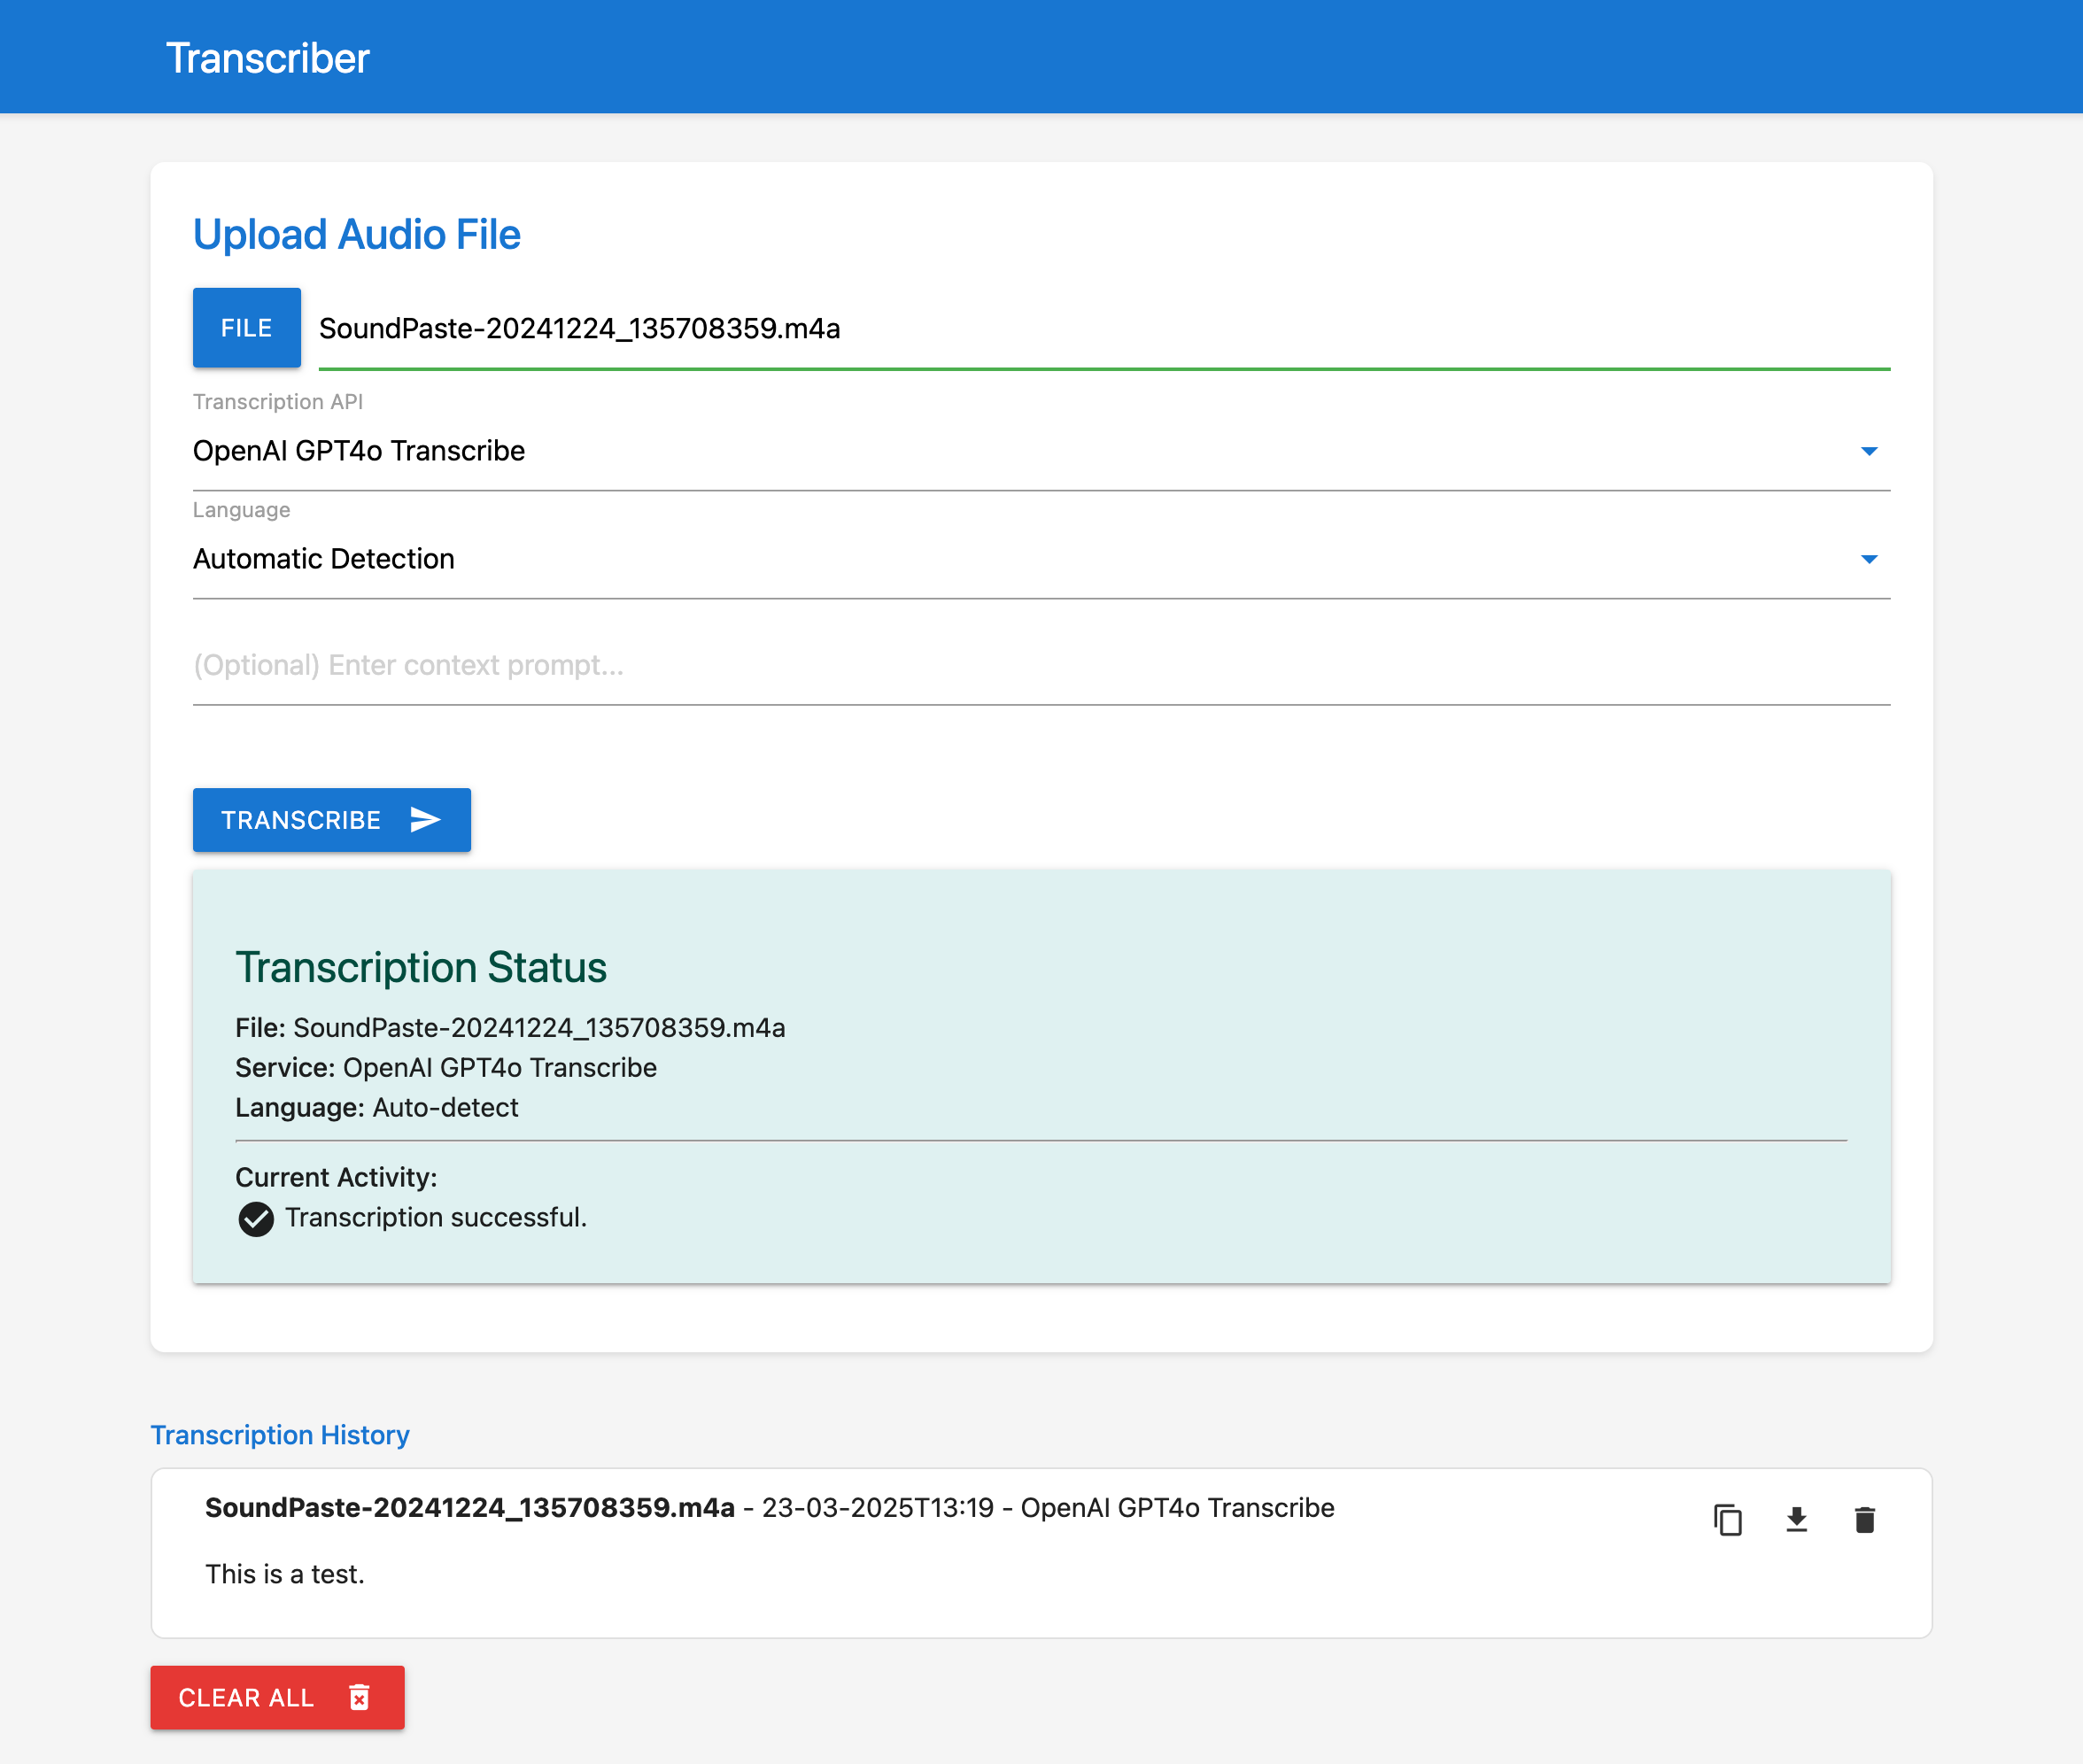 Transcriber
Upload Audio File
FILE
SoundPaste-20241224_135708359.m4a
Transcription API
OpenAI GPT4o Transcribe
Language
Automatic Detection
(Optional) Enter context prompt...
TRANSCRIBE
Transcription Status
File: SoundPaste-20241224_135708359.m4a
Service: OpenAI GPT4o Transcribe
Language: Auto-detect
Current Activity:
Transcription successful.
Transcription History
SoundPaste-20241224_135708359.m4a - 23-03-2025T13:19 - OpenAI GPT4o Transcribe
This is a test.
CLEAR ALL